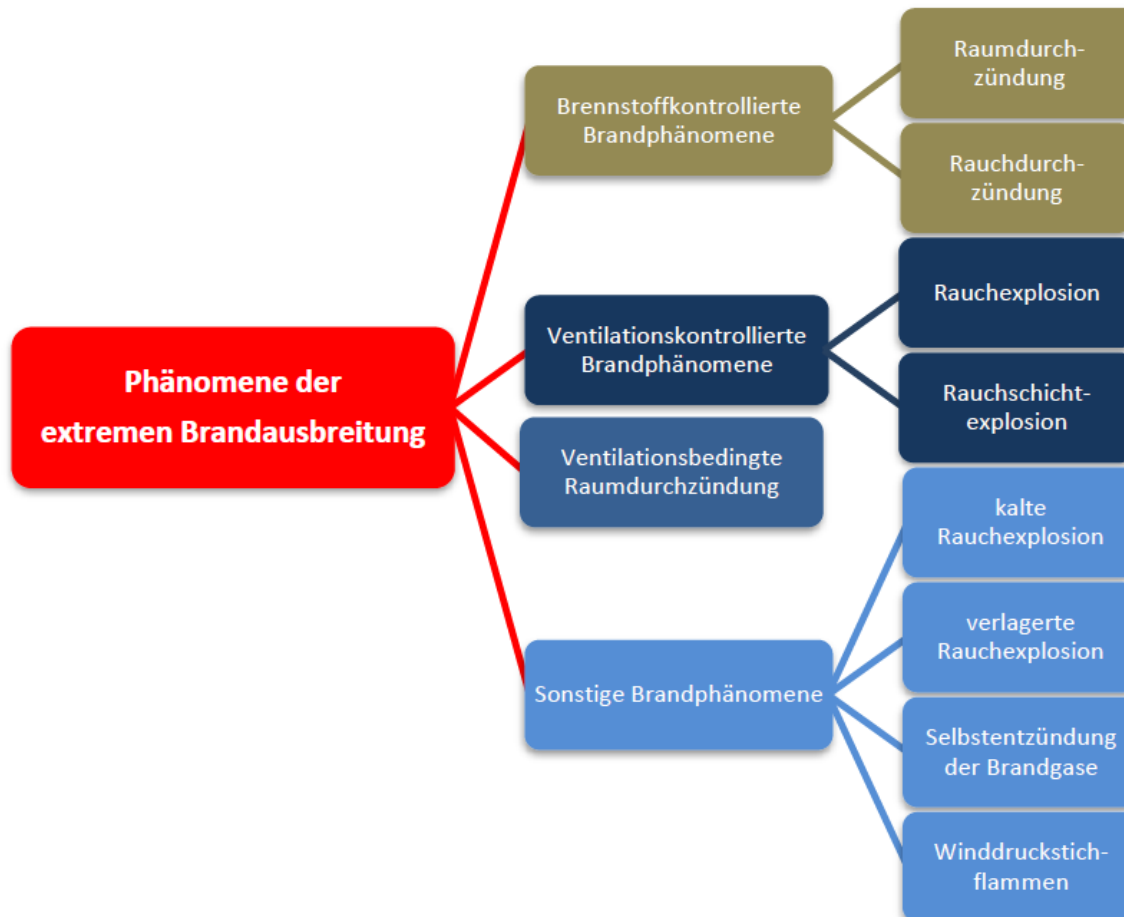 Phänomene der
extremen Brandausbreitung
Brennstoffkontrollierte
Brandphänomene
Raumdurch-
zündung
Rauchdurch-
zündung
Ventilationskontrollierte
Brandphänomene
Rauchexplosion
Rauchschicht-
explosion
Ventilationsbedingte
Raumdurchzündung
Sonstige Brandphänomene
kalte
Rauchexplosion
verlagerte
Rauchexplosion
Selbstentzündung
der Brandgase
Winddruckstich-
flammen